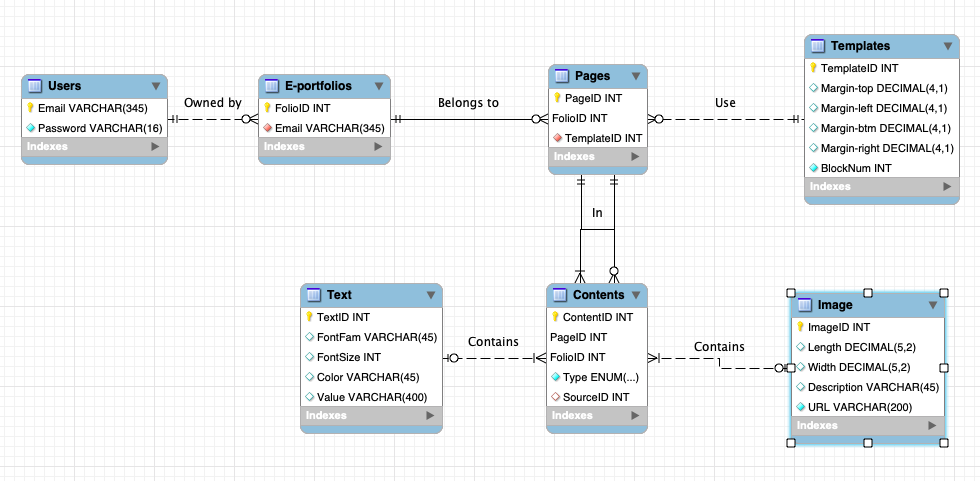 Users
Email VARCHAR(345)
Password VARCHAR(16)
Indexes
Owned by
E-portfolios
FolioID INT
Email VARCHAR(345)
Indexes
Belongs to
Pages
PageID INT
FolioID INT
TemplateID INT
Indexes
Use
Templates
TemplateID INT
Margin-top DECIMAL(4,1)
Margin-left DECIMAL(4,1)
Margin-btm DECIMAL(4,1)
Margin-right DECIMAL(4,1)
BlockNum INT
Indexes
In
Text
TextID INT
FontFam VARCHAR(45)
FontSize INT
Color VARCHAR(45)
Value VARCHAR(400)
Indexes
Contains
Contents
ContentID INT
PageID INT
FolioID INT
Type ENUM(...)
SourceID INT
Indexes
Contains
Image
ImageID INT
Length DECIMAL(5,2)
Width DECIMAL(5,2)
Description VARCHAR(45)
URL VARCHAR(200)
Indexes